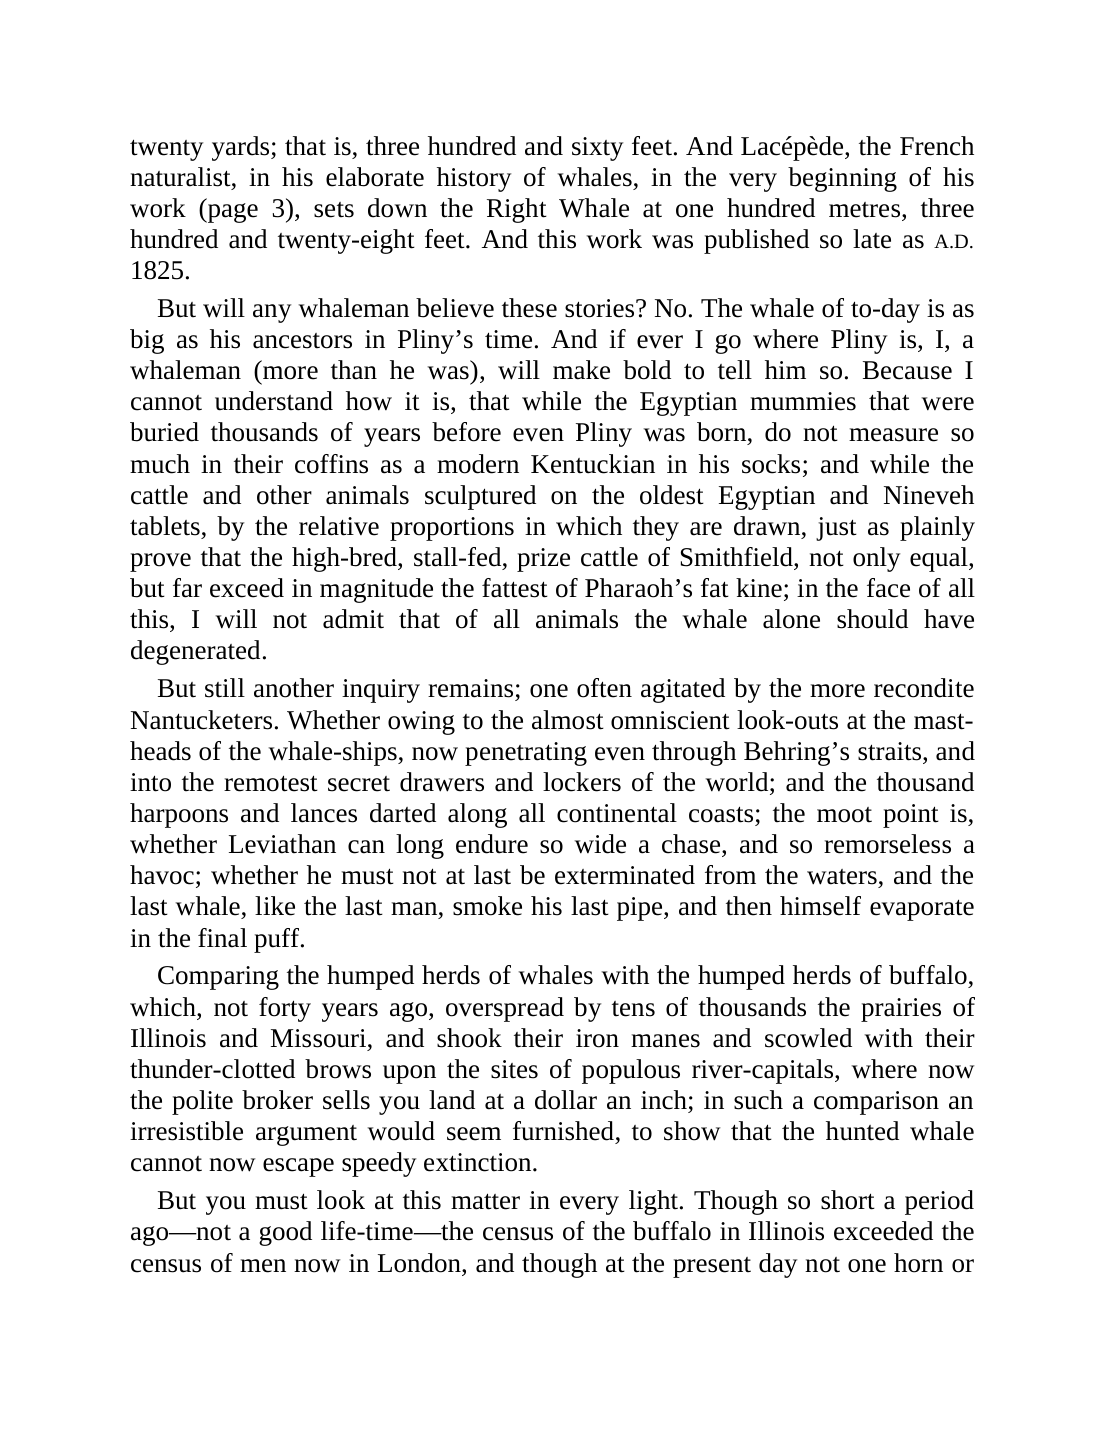 twenty yards; that is, three hundred and sixty feet. And Lacépède, the French
naturalist, in his elaborate history of whales, in the very beginning of his
work (page 3), sets down the Right Whale at one hundred metres, three
hundred and twenty-eight feet. And this work was published so late as A.D.
1825.
But will any whaleman believe these stories? No. The whale of to-day is as
big as his ancestors in Pliny’s time. And if ever I go where Pliny is, I, a
whaleman (more than he was), will make bold to tell him so. Because I
cannot understand how it is, that while the Egyptian mummies that were
buried thousands of years before even Pliny was born, do not measure so
much in their coffins as a modern Kentuckian in his socks; and while the
cattle and other animals sculptured on the oldest Egyptian and Nineveh
tablets, by the relative proportions in which they are drawn, just as plainly
prove that the high-bred, stall-fed, prize cattle of Smithfield, not only equal,
but far exceed in magnitude the fattest of Pharaoh’s fat kine; in the face of all
this, I will not admit that of all animals the whale alone should have
degenerated.
But still another inquiry remains; one often agitated by the more recondite
Nantucketers. Whether owing to the almost omniscient look-outs at the mast-
heads of the whale-ships, now penetrating even through Behring’s straits, and
into the remotest secret drawers and lockers of the world; and the thousand
harpoons and lances darted along all continental coasts; the moot point is,
whether Leviathan can long endure so wide a chase, and so remorseless a
havoc; whether he must not at last be exterminated from the waters, and the
last whale, like the last man, smoke his last pipe, and then himself evaporate
in the final puff.
Comparing the humped herds of whales with the humped herds of buffalo,
which, not forty years ago, overspread by tens of thousands the prairies of
Illinois and Missouri, and shook their iron manes and scowled with their
thunder-clotted brows upon the sites of populous river-capitals, where now
the polite broker sells you land at a dollar an inch; in such a comparison an
irresistible argument would seem furnished, to show that the hunted whale
cannot now escape speedy extinction.
But you must look at this matter in every light. Though so short a period
ago—not a good life-time—the census of the buffalo in Illinois exceeded the
census of men now in London, and though at the present day not one horn or